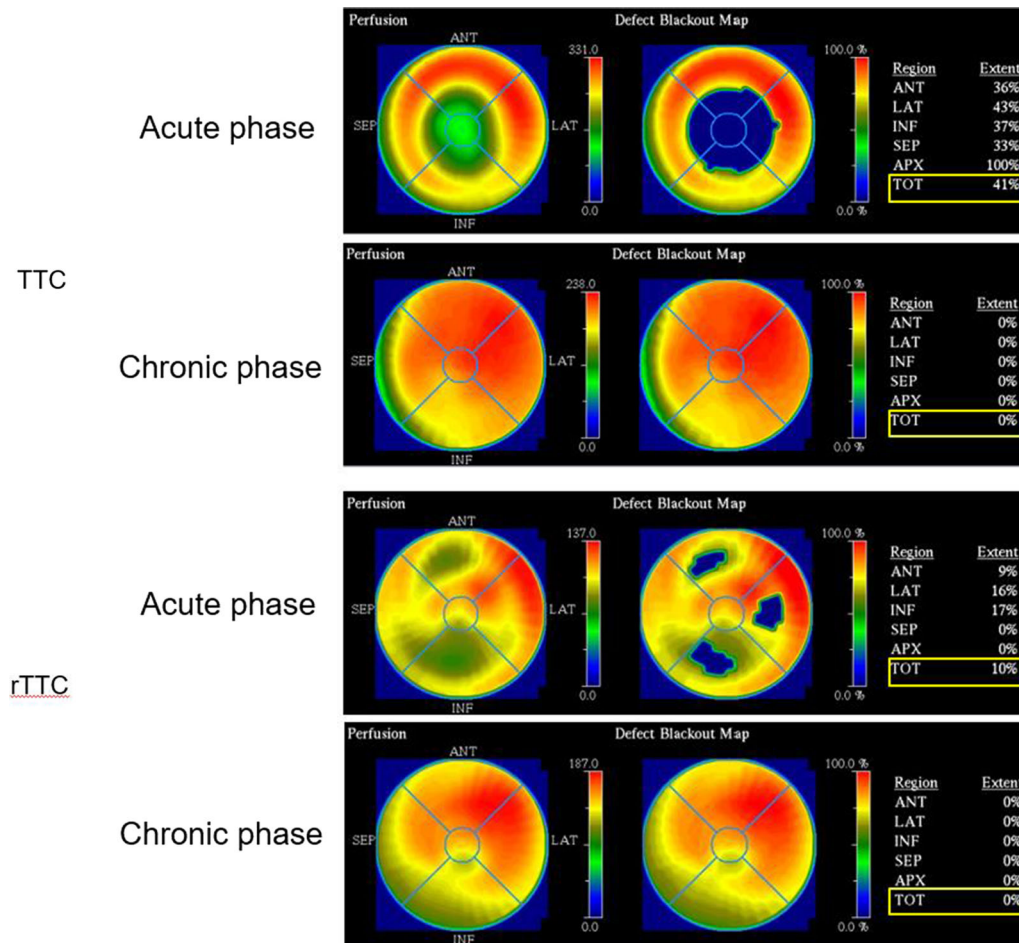 TTC
Acute phase
Perfusion Defect Blackout Map
ANT
331.0 100.0 %
SEP LAT
0.0 0.0 %
INF
Region Extent
ANT 36%
LAT 43%
INF 37%
SEP 33%
APX 100%
TOT 41%
Chronic phase
Perfusion Defect Blackout Map
ANT
238.0 100.0 %
SEP LAT
0.0 0.0 %
INF
Region Extent
ANT 0%
LAT 0%
INF 0%
SEP 0%
APX 0%
TOT 0%
rTTC
Acute phase
Perfusion Defect Blackout Map
ANT
137.0 100.0 %
SEP LAT
0.0 0.0 %
INF
Region Extent
ANT 9%
LAT 16%
INF 17%
SEP 0%
APX 0%
TOT 10%
Chronic phase
Perfusion Defect Blackout Map
ANT
187.0 100.0 %
SEP LAT
0.0 0.0 %
INF
Region Extent
ANT 0%
LAT 0%
INF 0%
SEP 0%
APX 0%
TOT 0%